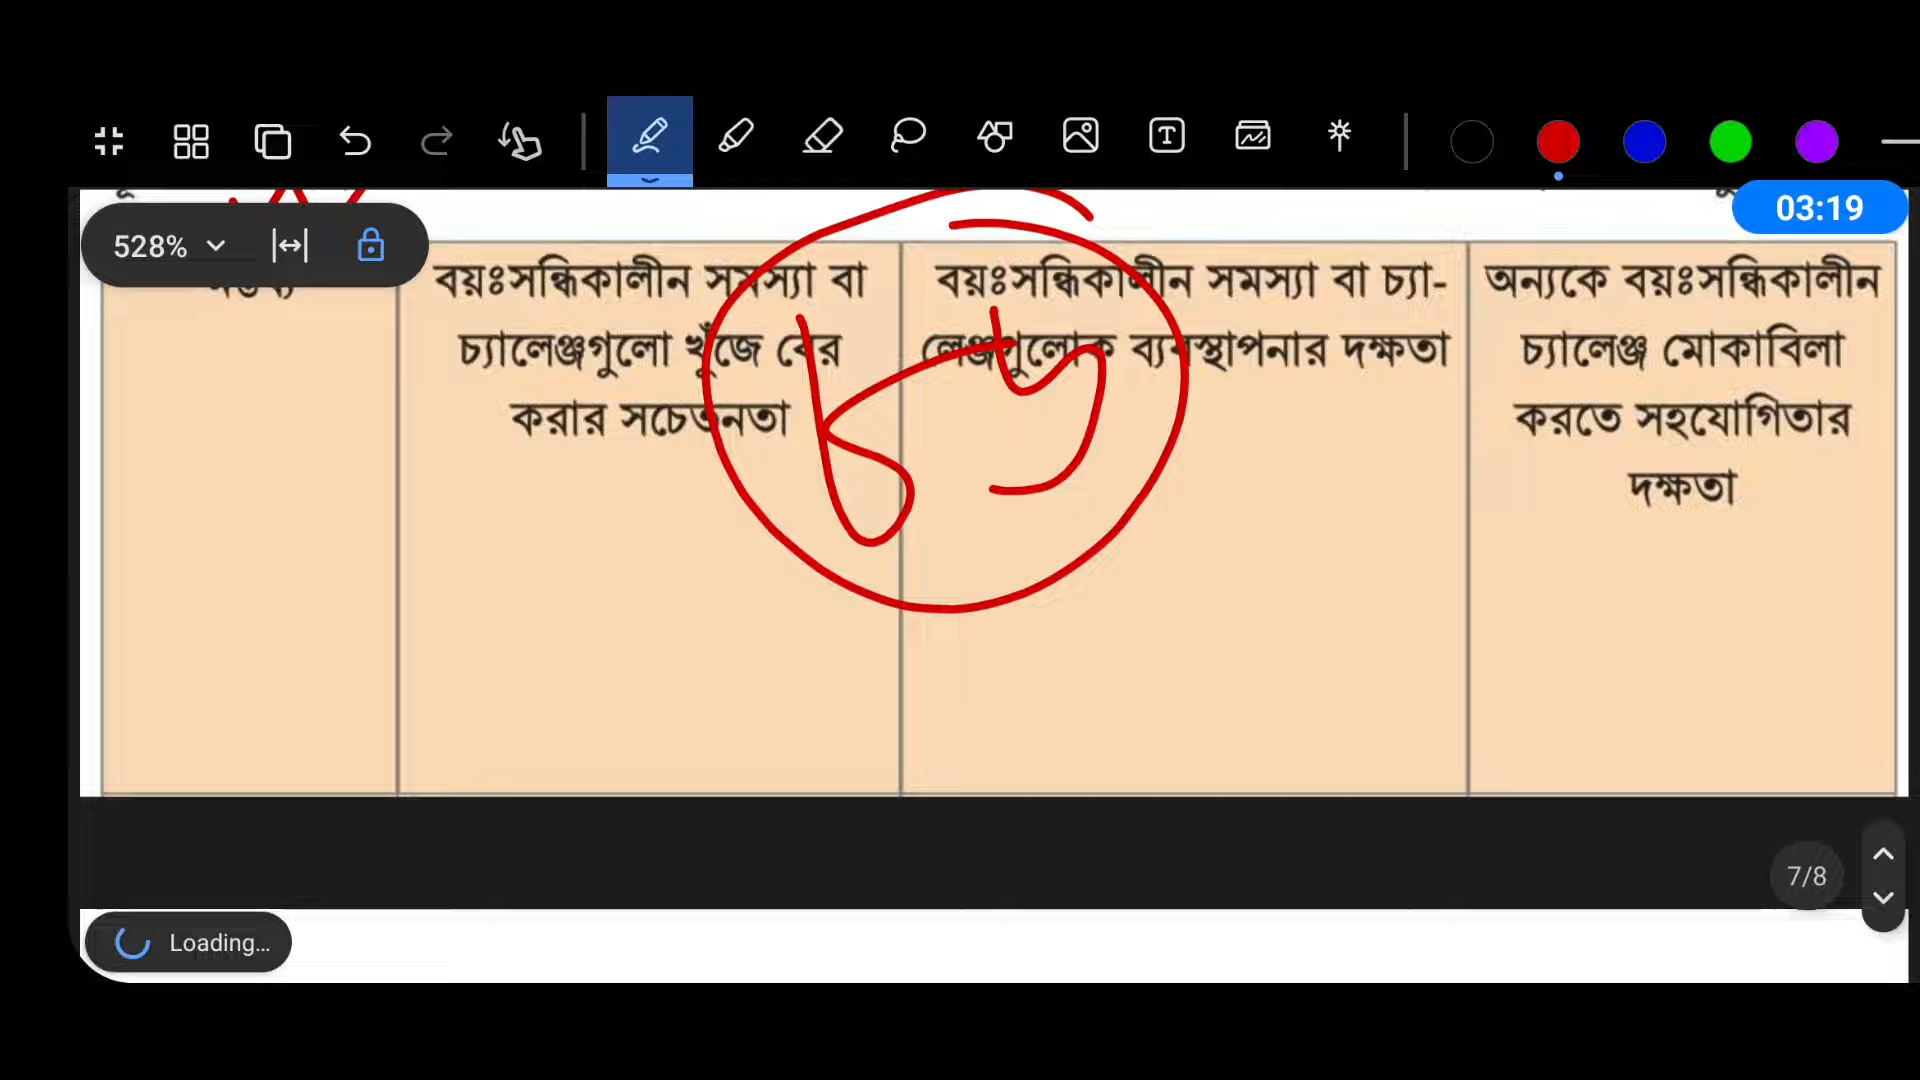 03:19
528%
বয়ঃসন্ধিকালীন সমস্যা বা
চ্যালেঞ্জগুলো খুঁজে বের
করার সচেতনতা
বয়ঃসন্ধিকালীন সমস্যা বা চ্যা-
লেঞ্জগুলোক ব্যবস্থাপনার দক্ষতা
অন্যকে বয়ঃসন্ধিকালীন
চ্যালেঞ্জ মোকাবিলা
করতে সহযোগিতার
দক্ষতা
7/8
Loading...